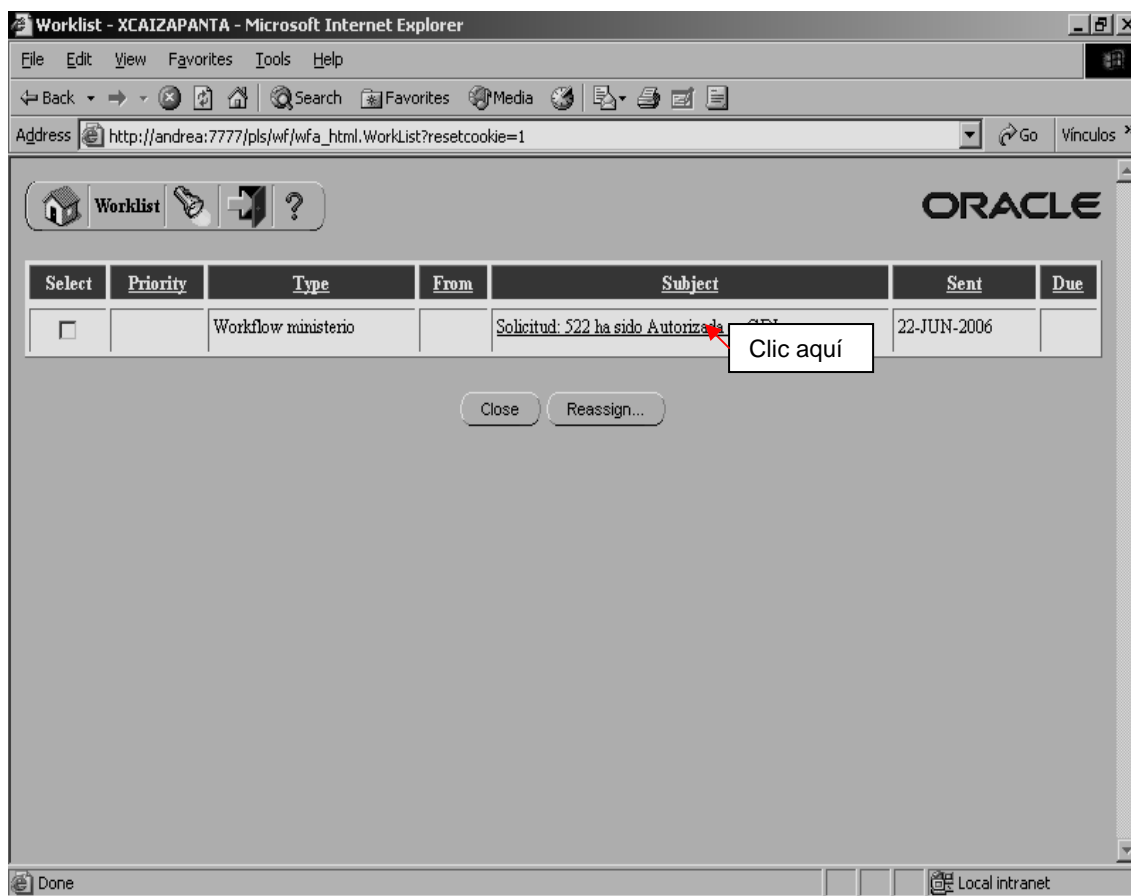 Worklist - XCAIZAPANTA - Microsoft Internet Explorer
File Edit View Favorites Tools Help
Back Search Favorites Media
Address http://andrea:7777/pls/wf/wfa_html.WorkList?resetcookie=1 Go Vínculos »
Worklist ? ORACLE
Select Priority Type From Subject Sent Due
Workflow ministerio Solicitud: 522 ha sido Autorizada 22-JUN-2006
Clic aquí
Close Reassign...
Done Local intranet